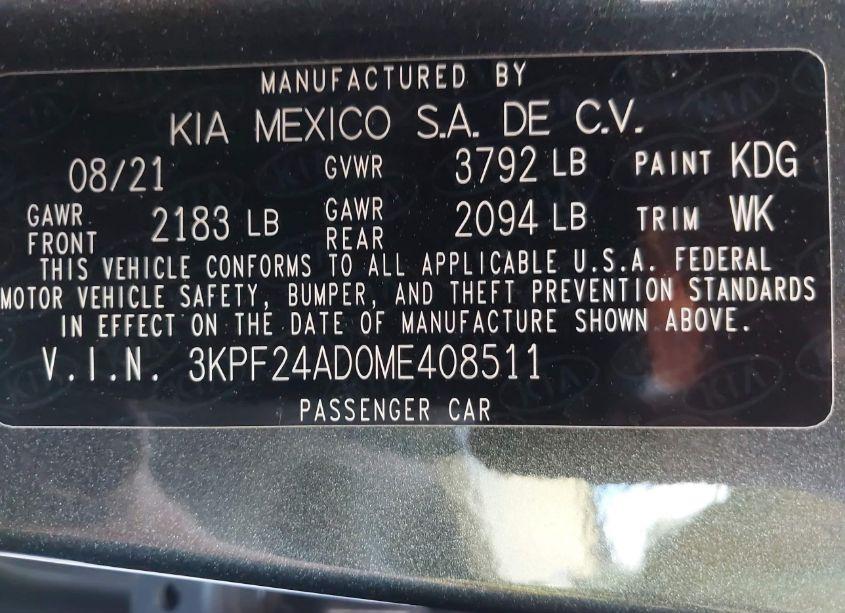 MANUFACTURED BY
KIA MEXICO S.A. DE C.V.
08/21 GVWR 3792 LB PAINT KDG
GAWR FRONT 2183 LB GAWR REAR 2094 LB TRIM WK
THIS VEHICLE CONFORMS TO ALL APPLICABLE U.S.A. FEDERAL
MOTOR VEHICLE SAFETY, BUMPER, AND THEFT PREVENTION STANDARDS
IN EFFECT ON THE DATE OF MANUFACTURE SHOWN ABOVE.
V.I.N. 3KPF24AD0ME408511
PASSENGER CAR